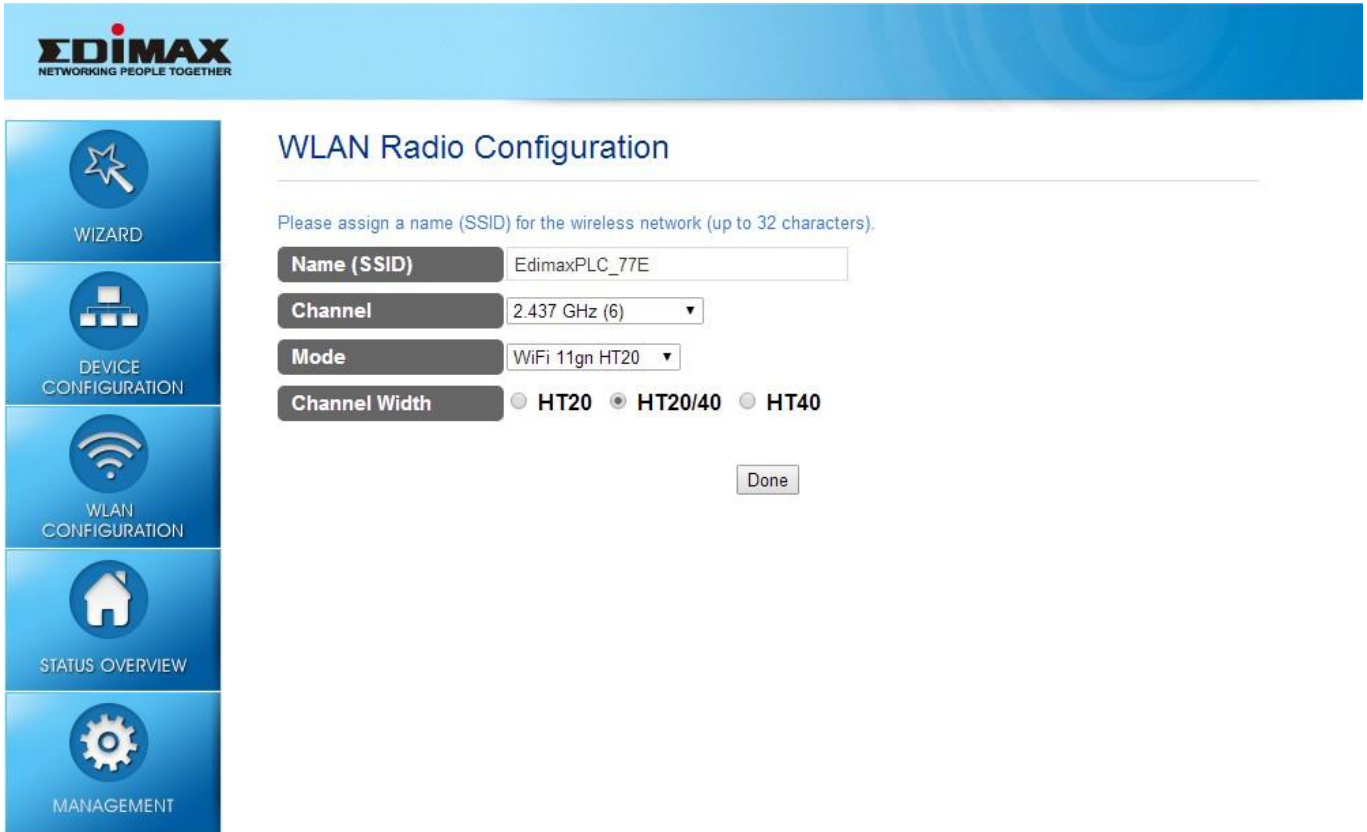 EDIMAX
NETWORKING PEOPLE TOGETHER
WIZARD
DEVICE
CONFIGURATION
WLAN
CONFIGURATION
STATUS OVERVIEW
MANAGEMENT
WLAN Radio Configuration
Please assign a name (SSID) for the wireless network (up to 32 characters).
Name (SSID) EdimaxPLC_77E
Channel 2.437 GHz (6)
Mode WiFi 11gn HT20
Channel Width HT20 HT20/40 HT40
Done